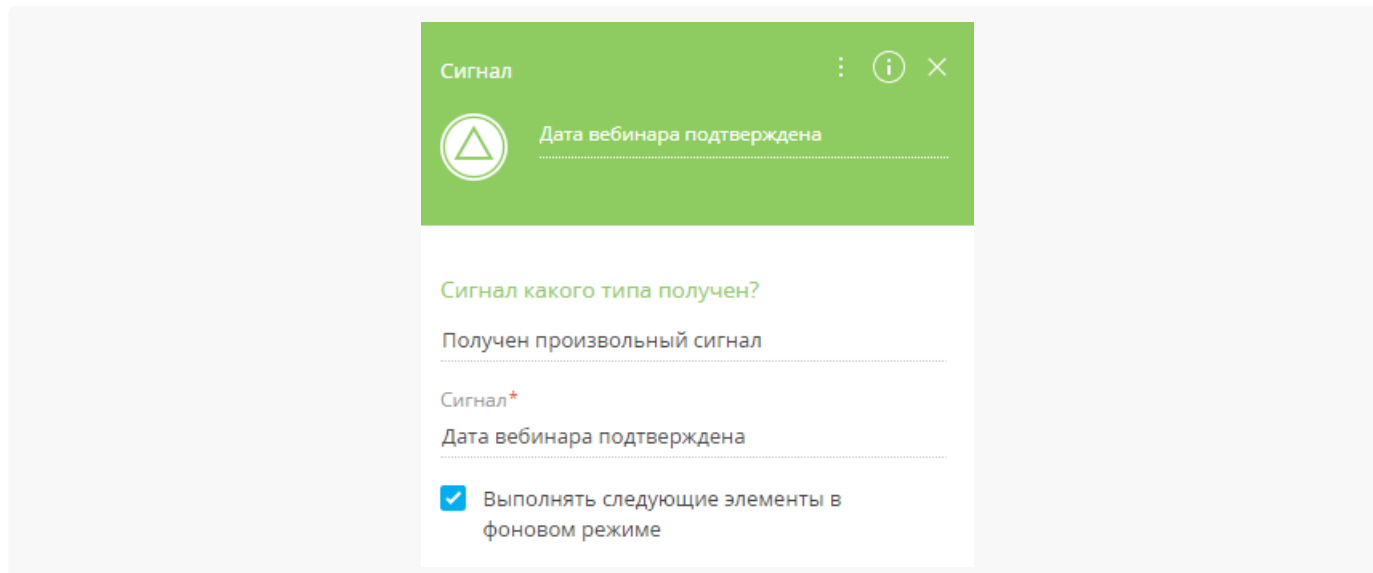 Сигнал
Дата вебинара подтверждена
Сигнал какого типа получен?
Получен произвольный сигнал
Сигнал*
Дата вебинара подтверждена
Выполнять следующие элементы в
фоновом режиме